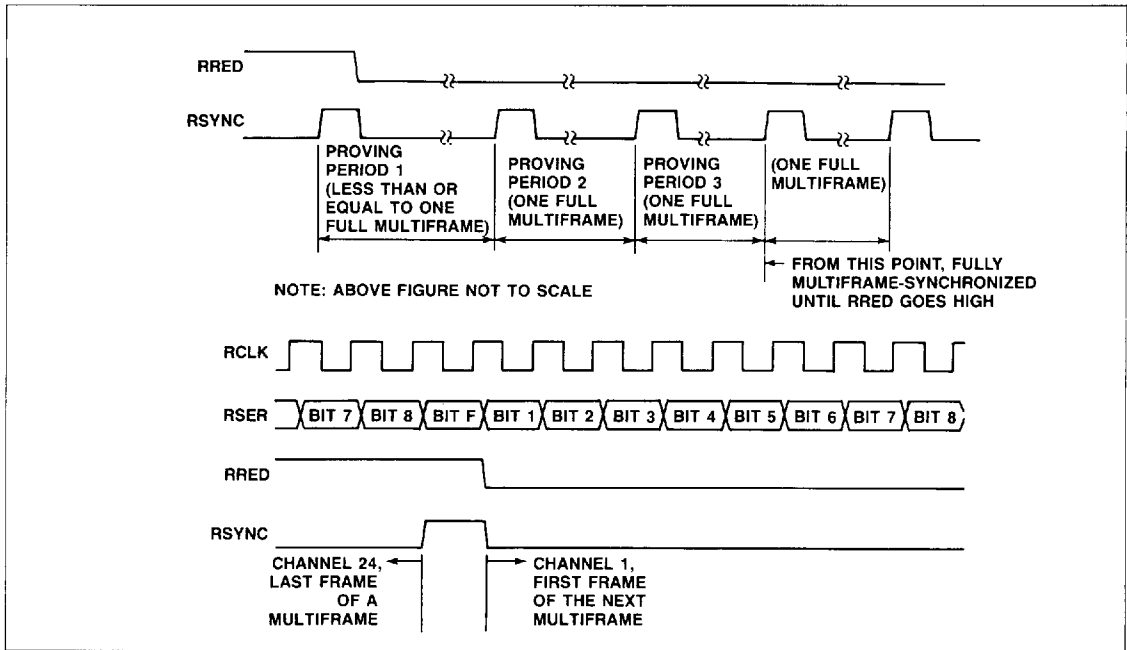 RRED
RSYNC
PROVING
PERIOD 1
(LESS THAN OR
EQUAL TO ONE
FULL MULTIFRAME)
PROVING
PERIOD 2
(ONE FULL
MULTIFRAME)
PROVING
PERIOD 3
(ONE FULL
MULTIFRAME)
(ONE FULL
MULTIFRAME)
FROM THIS POINT, FULLY
MULTIFRAME-SYNCHRONIZED
UNTIL RRED GOES HIGH
NOTE: ABOVE FIGURE NOT TO SCALE
RCLK
RSER BIT 7 BIT 8 BIT F BIT 1 BIT 2 BIT 3 BIT 4 BIT 5 BIT 6 BIT 7 BIT 8
RRED
RSYNC
CHANNEL 24,
LAST FRAME
OF A
MULTIFRAME
CHANNEL 1,
FIRST FRAME
OF THE NEXT
MULTIFRAME